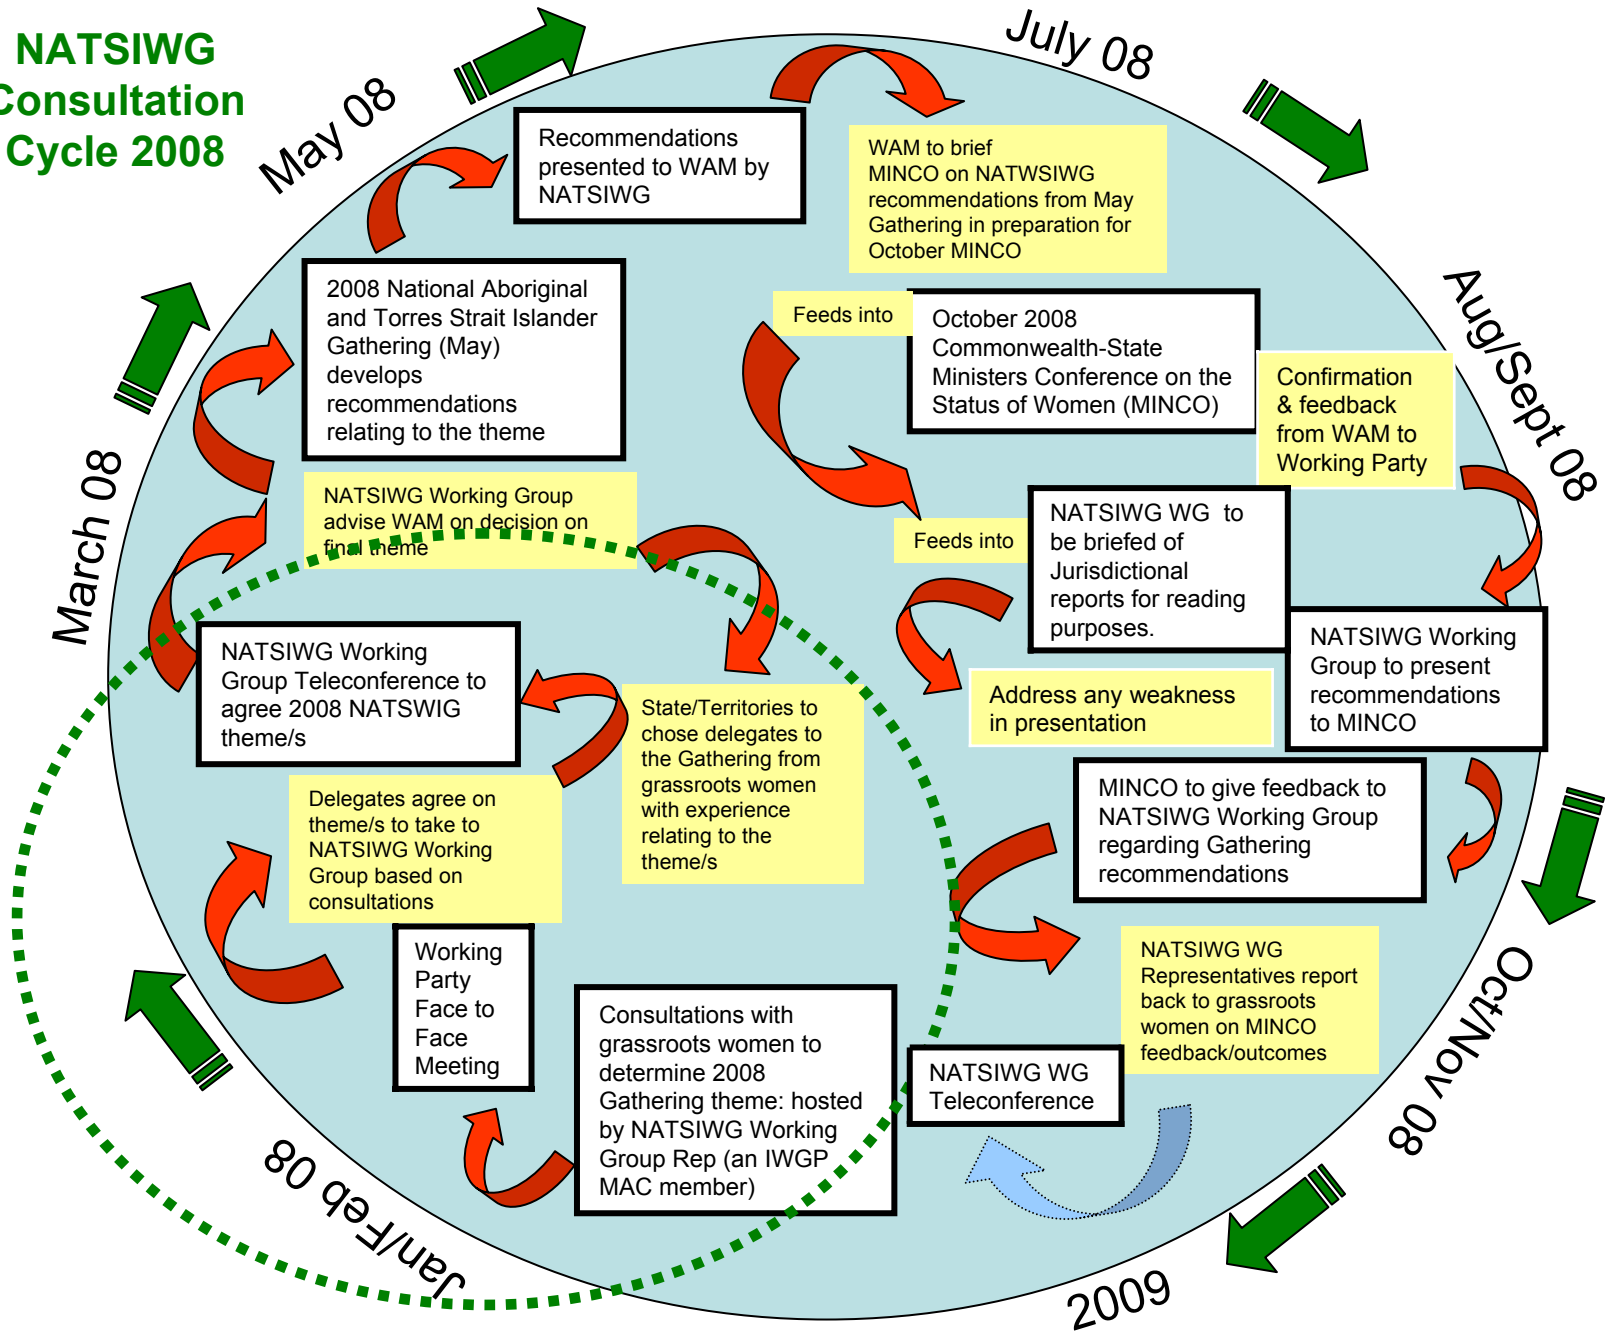 NATSIWG
Consultation
Cycle 2008
May 08
July 08
Aug/Sept 08
Oct/Nov 08
2009
Jan/Feb 08
March 08
Recommendations
presented to WAM by
NATSIWG
WAM to brief
MINCO on NATWSIWG
recommendations from May
Gathering in preparation for
October MINCO
2008 National Aboriginal
and Torres Strait Islander
Gathering (May)
develops
recommendations
relating to the theme
Feeds into
October 2008
Commonwealth-State
Ministers Conference on the
Status of Women (MINCO)
Confirmation
& feedback
from WAM to
Working Party
NATSIWG Working Group
advise WAM on decision on
final theme
Feeds into
NATSIWG WG to
be briefed of
Jurisdictional
reports for reading
purposes.
NATSIWG Working
Group to present
recommendations
to MINCO
NATSIWG Working
Group Teleconference to
agree 2008 NATSWIG
theme/s
State/Territories to
chose delegates to
the Gathering from
grassroots women
with experience
relating to the
theme/s
Address any weakness
in presentation
MINCO to give feedback to
NATSIWG Working Group
regarding Gathering
recommendations
Delegates agree on
theme/s to take to
NATSIWG Working
Group based on
consultations
Working
Party
Face to
Face
Meeting
Consultations with
grassroots women to
determine 2008
Gathering theme: hosted
by NATSIWG Working
Group Rep (an IWGP
MAC member)
NATSIWG WG
Representatives report
back to grassroots
women on MINCO
feedback/outcomes
NATSIWG WG
Teleconference